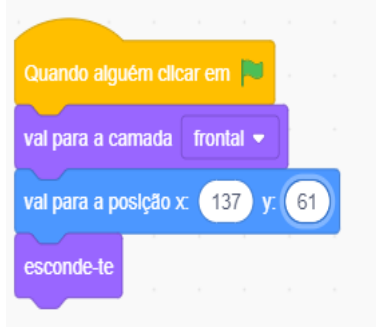 Quando alguém clicar em
vai para a camada frontal
vai para a posição x: 137 y: 61
esconde-te